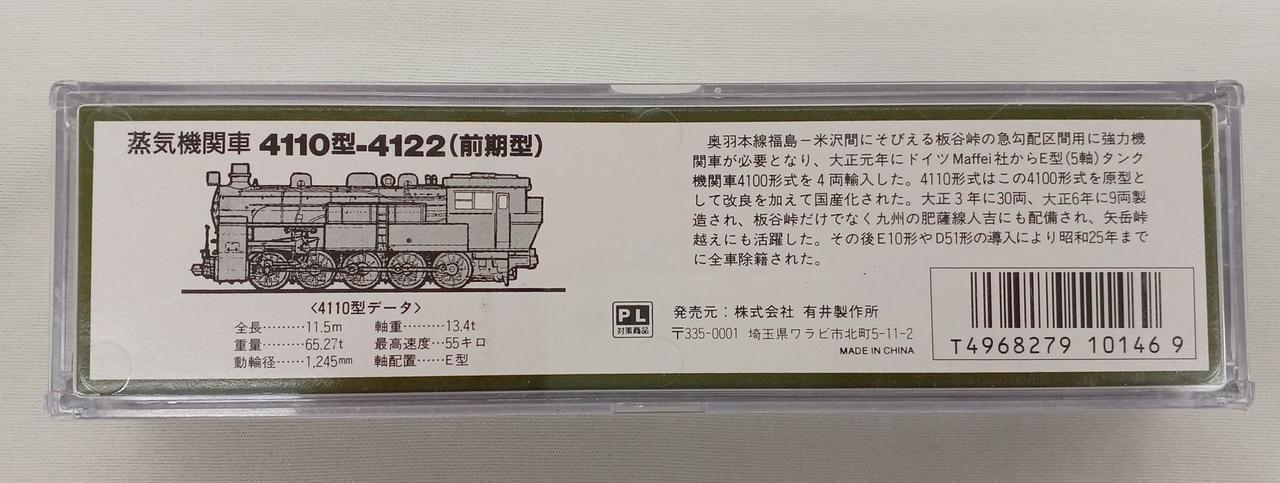 蒸気機関車 4110型-4122(前期型)
〈4110型データ〉
全長………11.5m 軸重………13.4t
重量………65.27t 最高速度…55キロ
動輪径……1,245mm 軸配置……E型
奥羽本線福島－米沢間にそびえる板谷峠の急勾配区間用に強力機
関車が必要となり、大正元年にドイツMaffei社からE型(5軸)タンク
機関車4100形式を4両輸入した。4110形式はこの4100形式を原型と
して改良を加えて国産化された。大正3年に30両、大正6年に9両製
造され、板谷峠だけでなく九州の肥薩線人吉にも配備され、矢岳峠
越えにも活躍した。その後E10形やD51形の導入により昭和25年まで
に全車除籍された。
PL
対策商品
発売元：株式会社 有井製作所
〒335-0001 埼玉県ワラビ市北町5-11-2
MADE IN CHINA
T4968279 10146 9